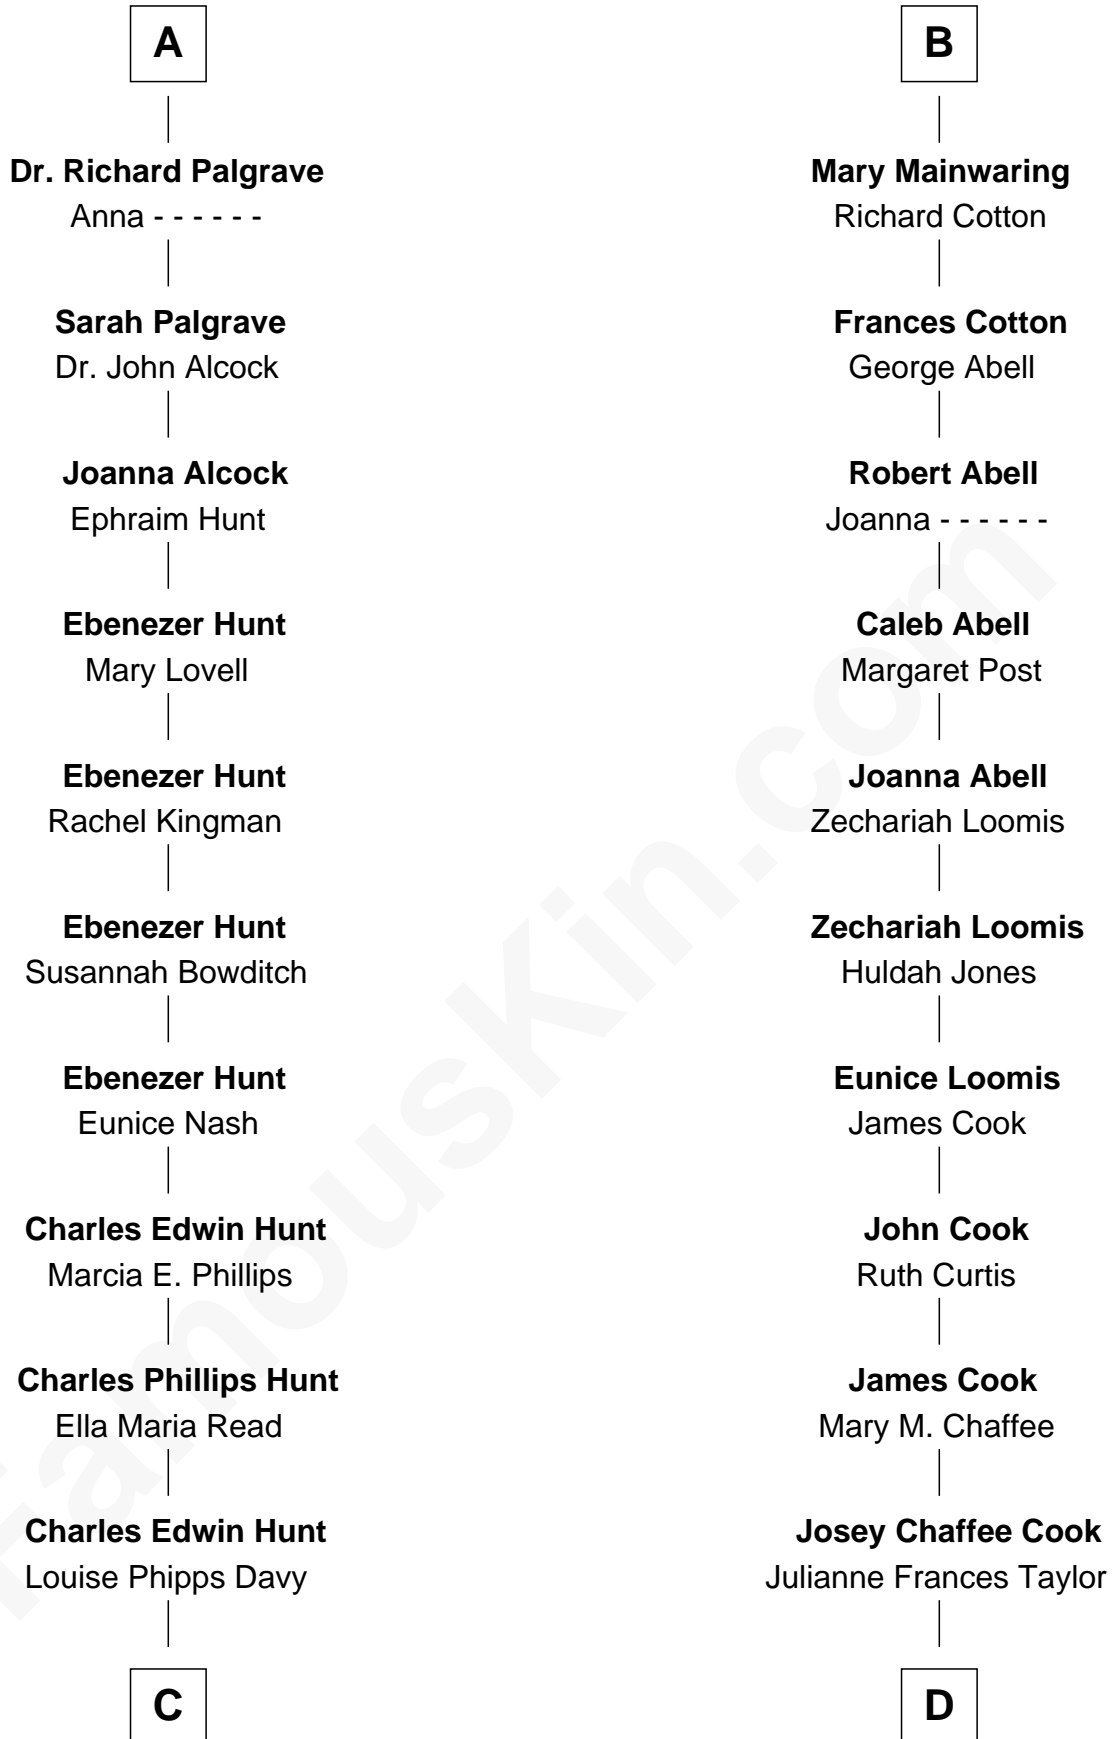 A
Dr. Richard Palgrave
Anna - - - - - -
Sarah Palgrave
Dr. John Alcock
Joanna Alcock
Ephraim Hunt
Ebenezer Hunt
Mary Lovell
Ebenezer Hunt
Rachel Kingman
Ebenezer Hunt
Susannah Bowditch
Ebenezer Hunt
Eunice Nash
Charles Edwin Hunt
Marcia E. Phillips
Charles Phillips Hunt
Ella Maria Read
Charles Edwin Hunt
Louise Phipps Davy
C
B
Mary Mainwaring
Richard Cotton
Frances Cotton
George Abell
Robert Abell
Joanna - - - - - -
Caleb Abell
Margaret Post
Joanna Abell
Zechariah Loomis
Zechariah Loomis
Huldah Jones
Eunice Loomis
James Cook
John Cook
Ruth Curtis
James Cook
Mary M. Chaffee
Josey Chaffee Cook
Julianne Frances Taylor
D
FamousKin.com